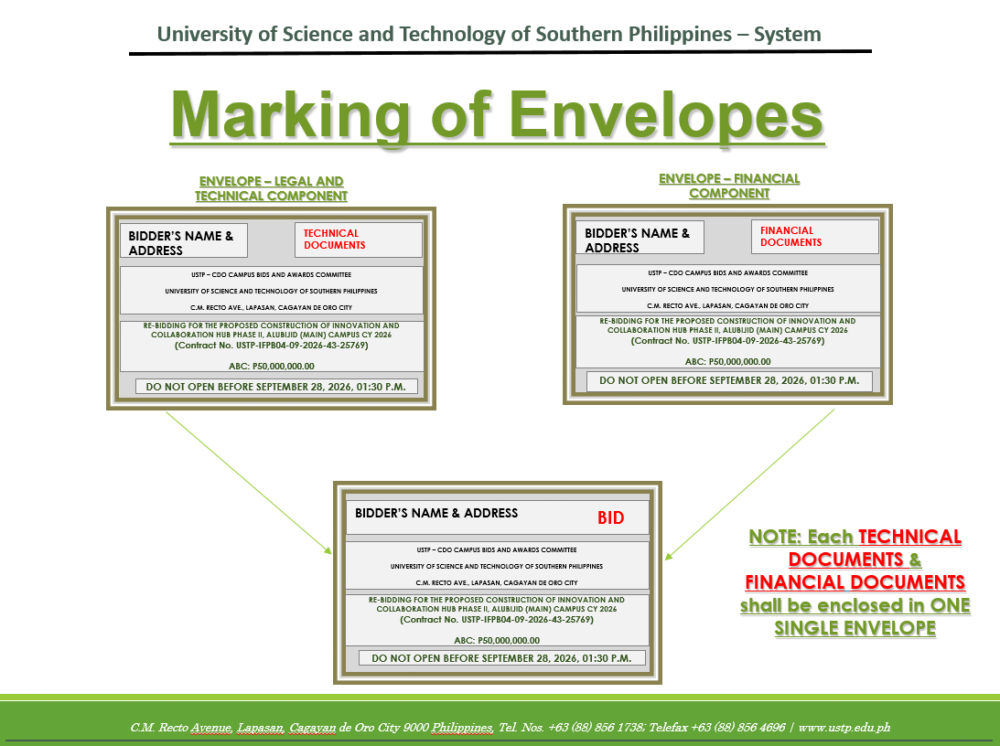 University of Science and Technology of Southern Philippines – System
Marking of Envelopes
ENVELOPE – LEGAL AND
TECHNICAL COMPONENT
BIDDER'S NAME &
ADDRESS
TECHNICAL
DOCUMENTS
USTP – CDO CAMPUS BIDS AND AWARDS COMMITTEE
UNIVERSITY OF SCIENCE AND TECHNOLOGY OF SOUTHERN PHILIPPINES
C.M. RECTO AVE., LAPASAN, CAGAYAN DE ORO CITY
RE-BIDDING FOR THE PROPOSED CONSTRUCTION OF INNOVATION AND
COLLABORATION HUB PHASE II, ALUBIJID (MAIN) CAMPUS CY 2026
(Contract No. USTP-IFPB04-09-2026-43-25769)
ABC: P50,000,000.00
DO NOT OPEN BEFORE SEPTEMBER 28, 2026, 01:30 P.M.
ENVELOPE – FINANCIAL
COMPONENT
BIDDER'S NAME &
ADDRESS
FINANCIAL
DOCUMENTS
USTP – CDO CAMPUS BIDS AND AWARDS COMMITTEE
UNIVERSITY OF SCIENCE AND TECHNOLOGY OF SOUTHERN PHILIPPINES
C.M. RECTO AVE., LAPASAN, CAGAYAN DE ORO CITY
RE-BIDDING FOR THE PROPOSED CONSTRUCTION OF INNOVATION AND
COLLABORATION HUB PHASE II, ALUBIJID (MAIN) CAMPUS CY 2026
(Contract No. USTP-IFPB04-09-2026-43-25769)
ABC: P50,000,000.00
DO NOT OPEN BEFORE SEPTEMBER 28, 2026, 01:30 P.M.
BIDDER'S NAME & ADDRESS
BID
USTP – CDO CAMPUS BIDS AND AWARDS COMMITTEE
UNIVERSITY OF SCIENCE AND TECHNOLOGY OF SOUTHERN PHILIPPINES
C.M. RECTO AVE., LAPASAN, CAGAYAN DE ORO CITY
RE-BIDDING FOR THE PROPOSED CONSTRUCTION OF INNOVATION AND
COLLABORATION HUB PHASE II, ALUBIJID (MAIN) CAMPUS CY 2026
(Contract No. USTP-IFPB04-09-2026-43-25769)
ABC: P50,000,000.00
DO NOT OPEN BEFORE SEPTEMBER 28, 2026, 01:30 P.M.
NOTE: Each TECHNICAL
DOCUMENTS &
FINANCIAL DOCUMENTS
shall be enclosed in ONE
SINGLE ENVELOPE
C.M. Recto Avenue, Lapasan, Cagayan de Oro City 9000 Philippines, Tel. Nos. +63 (88) 856 1738; Telefax +63 (88) 856 4696 | www.ustp.edu.ph